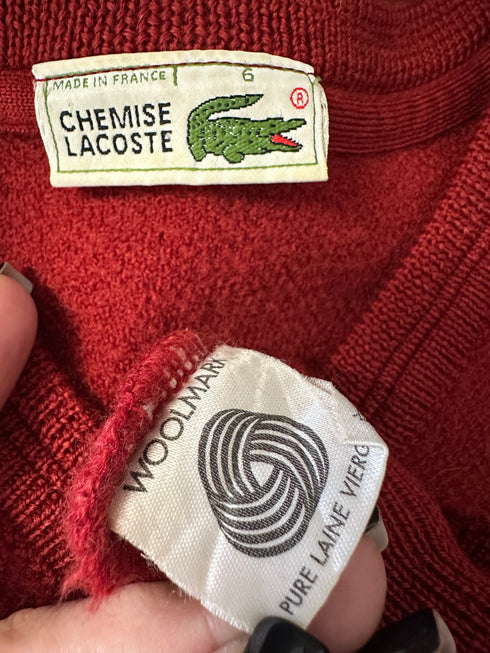 MADE IN FRANCE 6
CHEMISE
LACOSTE
®
WOOLMARK
PURE LAINE VIERG